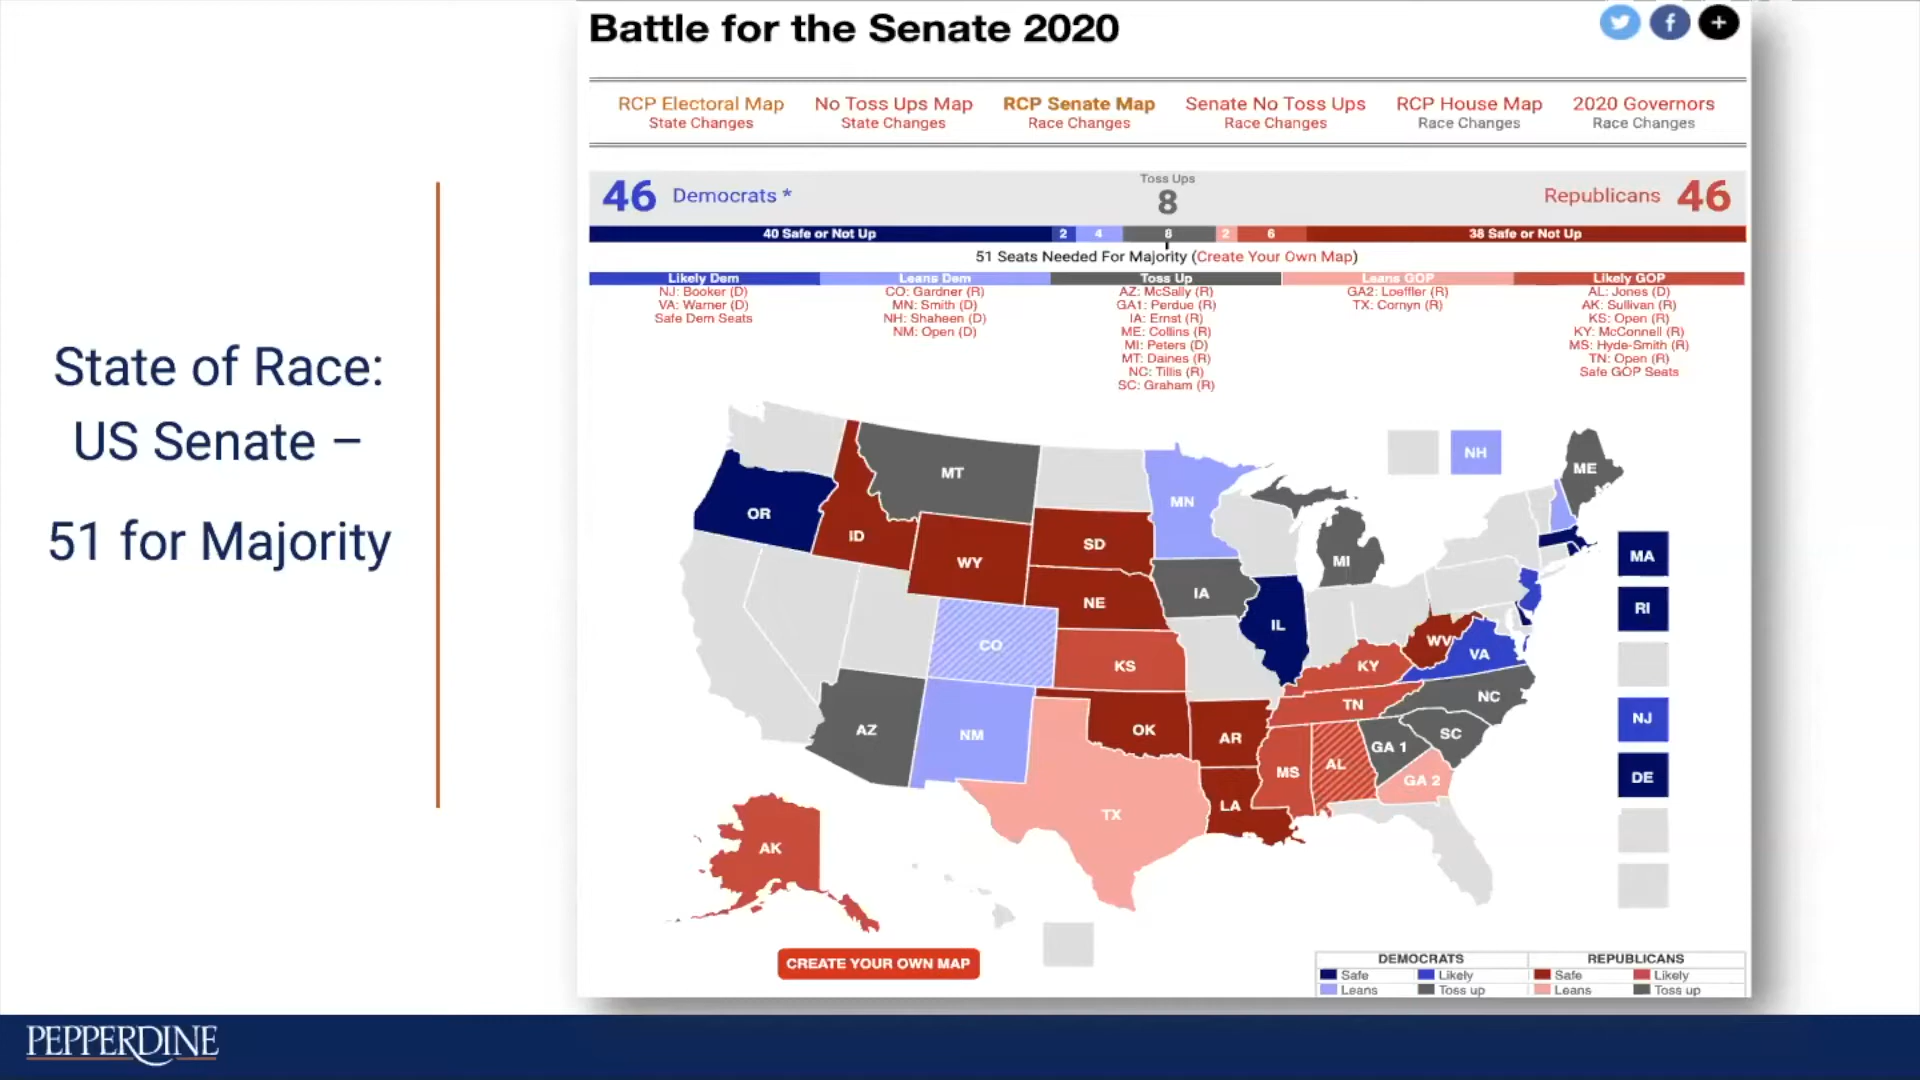 State of Race:
US Senate –
51 for Majority
Battle for the Senate 2020
RCP Electoral Map
State Changes
No Toss Ups Map
State Changes
RCP Senate Map
Race Changes
Senate No Toss Ups
Race Changes
RCP House Map
Race Changes
2020 Governors
Race Changes
46 Democrats *
Toss Ups
8
Republicans 46
40 Safe or Not Up 2 4 8 2 6 38 Safe or Not Up
51 Seats Needed For Majority (Create Your Own Map)
Likely Dem
NJ: Booker (D)
VA: Warner (D)
Safe Dem Seats
Leans Dem
CO: Gardner (R)
MN: Smith (D)
NH: Shaheen (D)
NM: Open (D)
Toss Up
AZ: McSally (R)
GA1: Perdue (R)
IA: Ernst (R)
ME: Collins (R)
MI: Peters (D)
MT: Daines (R)
NC: Tillis (R)
SC: Graham (R)
Leans GOP
GA2: Loeffler (R)
TX: Cornyn (R)
Likely GOP
AL: Jones (D)
AK: Sullivan (R)
KS: Open (R)
KY: McConnell (R)
MS: Hyde-Smith (R)
TN: Open (R)
Safe GOP Seats
NH
ME
MT
MN
OR
ID
SD
WY
MI
MA
IA
NE
RI
IL
CO
WV
VA
KS
KY
NC
TN
NJ
AZ
NM
OK
AR
SC
GA 1
MS
AL
DE
GA 2
LA
TX
AK
CREATE YOUR OWN MAP
DEMOCRATS
Safe Likely
Leans Toss up
REPUBLICANS
Safe Likely
Leans Toss up
PEPPERDINE